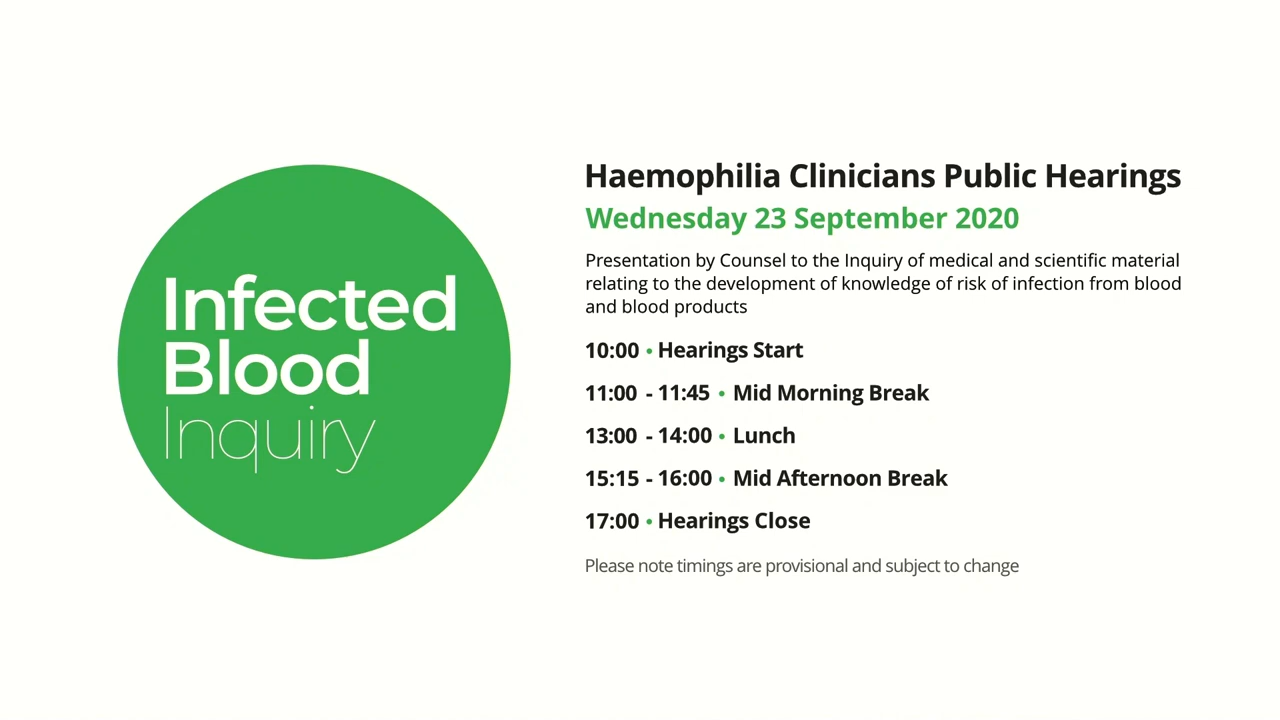 Infected
Blood
Inquiry
Haemophilia Clinicians Public Hearings
Wednesday 23 September 2020
Presentation by Counsel to the Inquiry of medical and scientific material
relating to the development of knowledge of risk of infection from blood
and blood products
10:00 • Hearings Start
11:00 - 11:45 • Mid Morning Break
13:00 - 14:00 • Lunch
15:15 - 16:00 • Mid Afternoon Break
17:00 • Hearings Close
Please note timings are provisional and subject to change